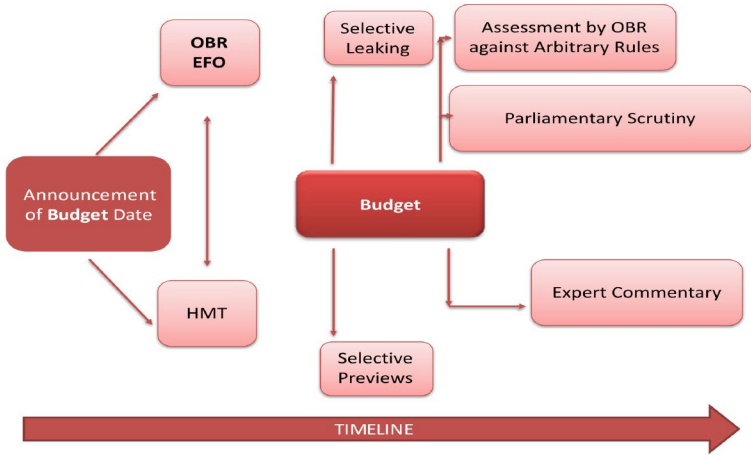 OBR
EFO
Selective
Leaking
Assessment by OBR
against Arbitrary Rules
Parliamentary Scrutiny
Announcement
of Budget Date
Budget
HMT
Expert Commentary
Selective
Previews
TIMELINE